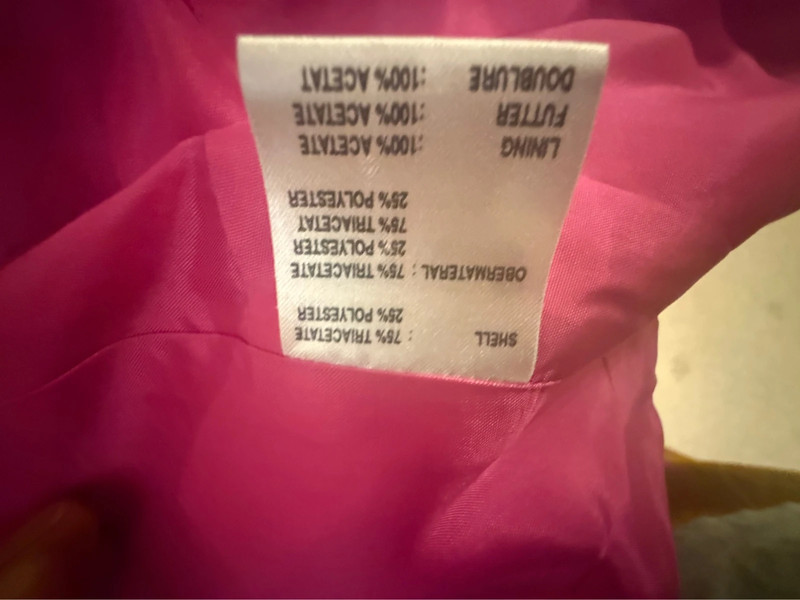 SHELL : 75% TRIACETATE
25% POLYESTER
OBERMATERAL : 75% TRIACETATE
25% POLYESTER
75% TRIACETAT
25% POLYESTER
LINING :100% ACETATE
FUTTER :100% ACETATE
DOUBLURE :100% ACETAT